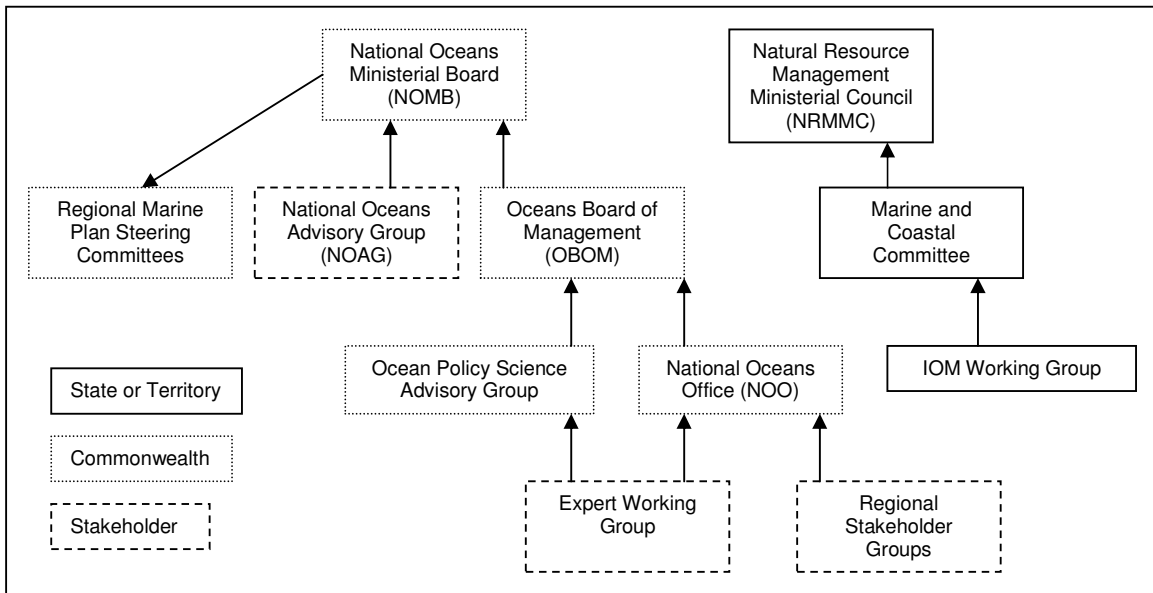 National Oceans
Ministerial Board
(NOMB)
Natural Resource
Management
Ministerial Council
(NRMMC)
Regional Marine
Plan Steering
Committees
National Oceans
Advisory Group
(NOAG)
Oceans Board of
Management
(OBOM)
Marine and
Coastal
Committee
Ocean Policy Science
Advisory Group
National Oceans
Office (NOO)
IOM Working Group
State or Territory
Commonwealth
Stakeholder
Expert Working
Group
Regional
Stakeholder
Groups